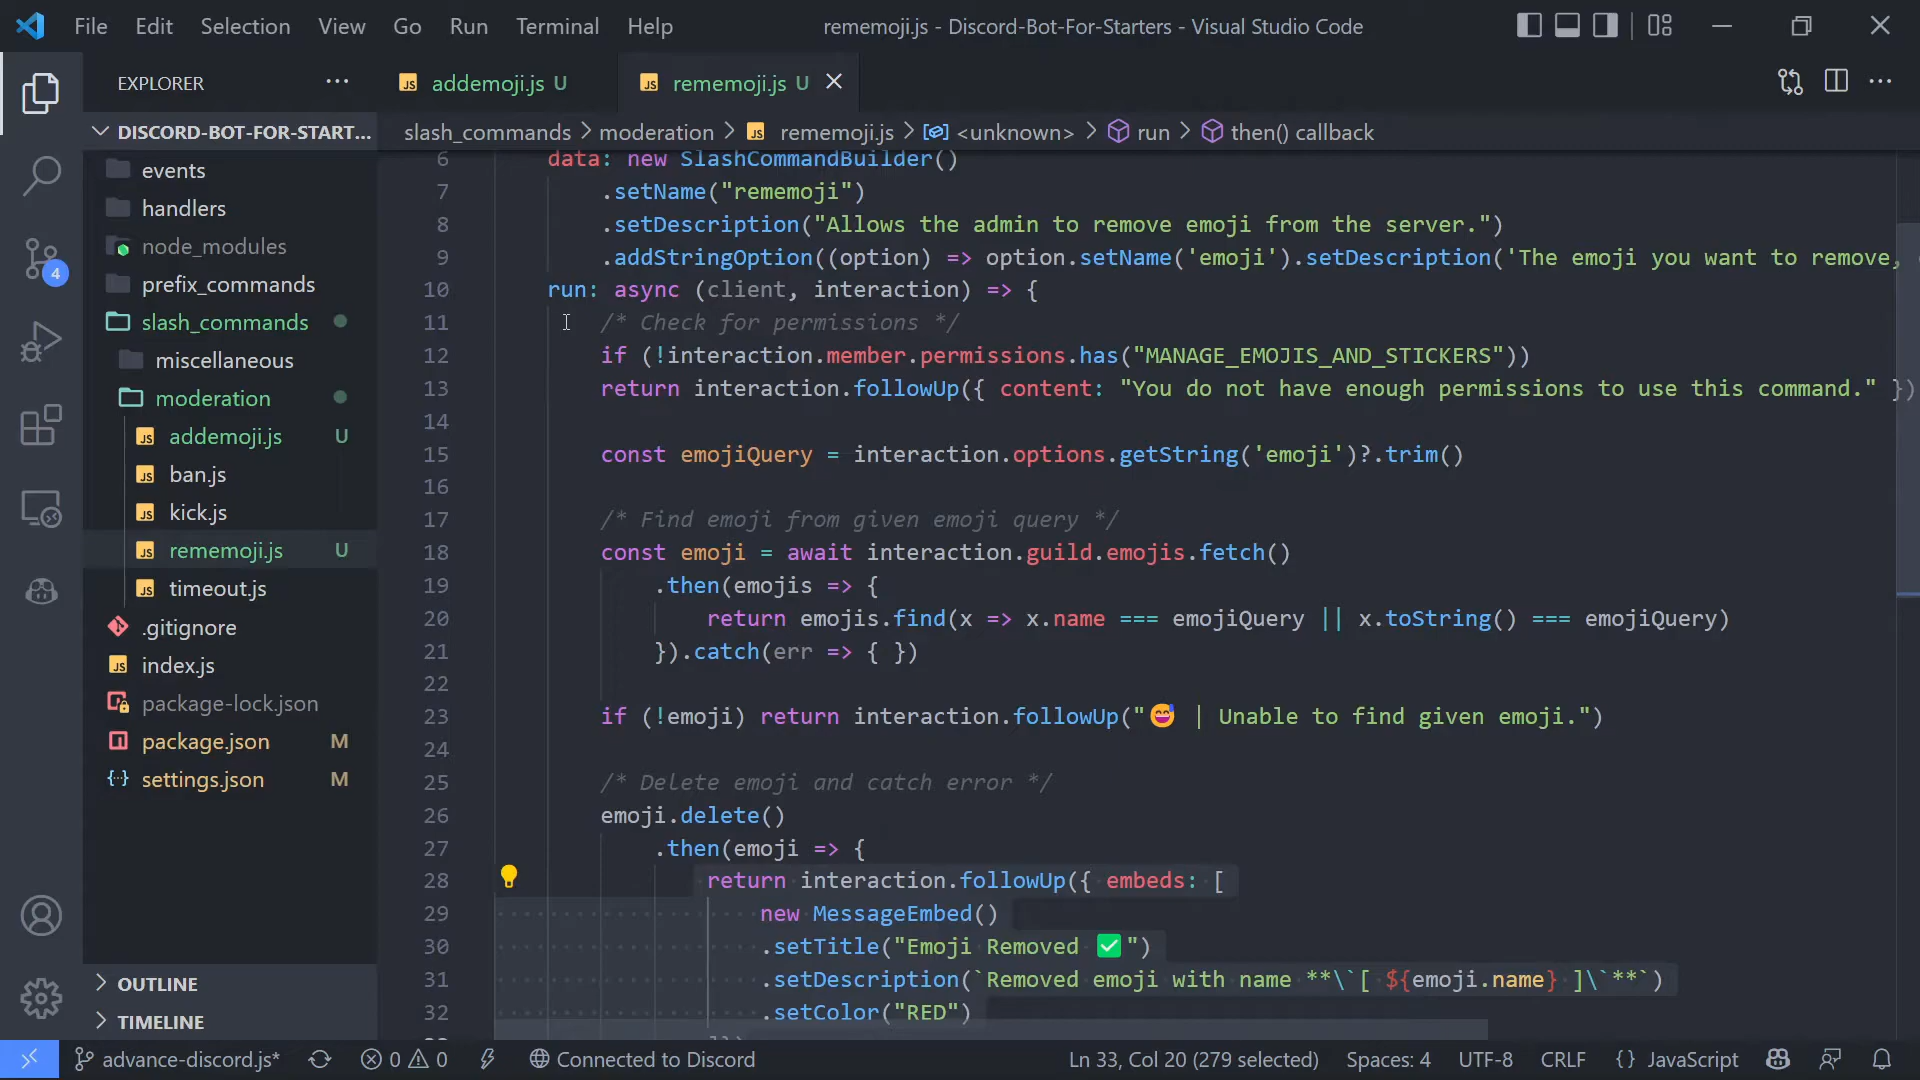 File Edit Selection View Go Run Terminal Help rememoji.js - Discord-Bot-For-Starters - Visual Studio Code
EXPLORER ··· JS addemoji.js U JS rememoji.js U
DISCORD-BOT-FOR-START... slash_commands > moderation > JS rememoji.js > <unknown> > run > then() callback
events
handlers
node_modules
prefix_commands
slash_commands
miscellaneous
moderation
JS addemoji.js U
JS ban.js
JS kick.js
JS rememoji.js U
JS timeout.js
.gitignore
JS index.js
package-lock.json
package.json M
settings.json M
OUTLINE
TIMELINE
4
6 data: new SlashCommandBuilder()
7 .setName("rememoji")
8 .setDescription("Allows the admin to remove emoji from the server.")
9 .addStringOption((option) => option.setName('emoji').setDescription('The emoji you want to remove,
10 run: async (client, interaction) => {
11 /* Check for permissions */
12 if (!interaction.member.permissions.has("MANAGE_EMOJIS_AND_STICKERS"))
13 return interaction.followUp({ content: "You do not have enough permissions to use this command." })
14
15 const emojiQuery = interaction.options.getString('emoji')?.trim()
16
17 /* Find emoji from given emoji query */
18 const emoji = await interaction.guild.emojis.fetch()
19 .then(emojis => {
20 return emojis.find(x => x.name === emojiQuery || x.toString() === emojiQuery)
21 }).catch(err => { })
22
23 if (!emoji) return interaction.followUp("😅 | Unable to find given emoji.")
24
25 /* Delete emoji and catch error */
26 emoji.delete()
27 .then(emoji => {
28 return interaction.followUp({ embeds: [
29 new MessageEmbed()
30 .setTitle("Emoji Removed ✅")
31 .setDescription(`Removed emoji with name **\`[ ${emoji.name} ]\`**`)
32 .setColor("RED")
advance-discord.js* 0 0 Connected to Discord Ln 33, Col 20 (279 selected) Spaces: 4 UTF-8 CRLF {} JavaScript